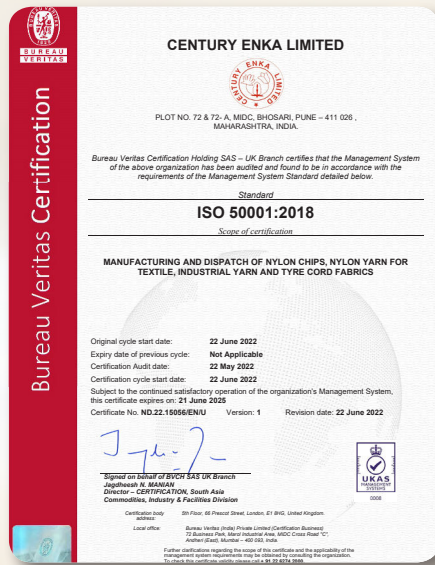 BUREAU
VERITAS
Bureau Veritas Certification
CENTURY ENKA LIMITED
CENTURY ENKA
LIMITED
PLOT NO. 72 & 72- A, MIDC, BHOSARI, PUNE – 411 026 ,
MAHARASHTRA, INDIA.
Bureau Veritas Certification Holding SAS – UK Branch certifies that the Management System
of the above organization has been audited and found to be in accordance with the
requirements of the Management System Standard detailed below.
Standard
ISO 50001:2018
Scope of certification
MANUFACTURING AND DISPATCH OF NYLON CHIPS, NYLON YARN FOR
TEXTILE, INDUSTRIAL YARN AND TYRE CORD FABRICS
Original cycle start date: 22 June 2022
Expiry date of previous cycle: Not Applicable
Certification Audit date: 22 May 2022
Certification cycle start date: 22 June 2022
Subject to the continued satisfactory operation of the organization's Management System,
this certificate expires on: 21 June 2025
Certificate No. ND.22.15056/EN/U Version: 1 Revision date: 22 June 2022
Signed on behalf of BVCH SAS UK Branch
Jagdheesh N. MANIAN
Director – CERTIFICATION, South Asia
Commodities, Industry & Facilities Division
UKAS
MANAGEMENT
SYSTEMS
0008
Certification body
address: 5th Floor, 66 Prescot Street, London, E1 8HG, United Kingdom.
Local office: Bureau Veritas (India) Private Limited (Certification Business)
72 Business Park, Marol Industrial Area, MIDC Cross Road "C",
Andheri (East), Mumbai – 400 093, India.
Further clarifications regarding the scope of this certificate and the applicability of the
management system requirements may be obtained by consulting the organization.
To check this certificate validity please call + 91 22 6274 2000